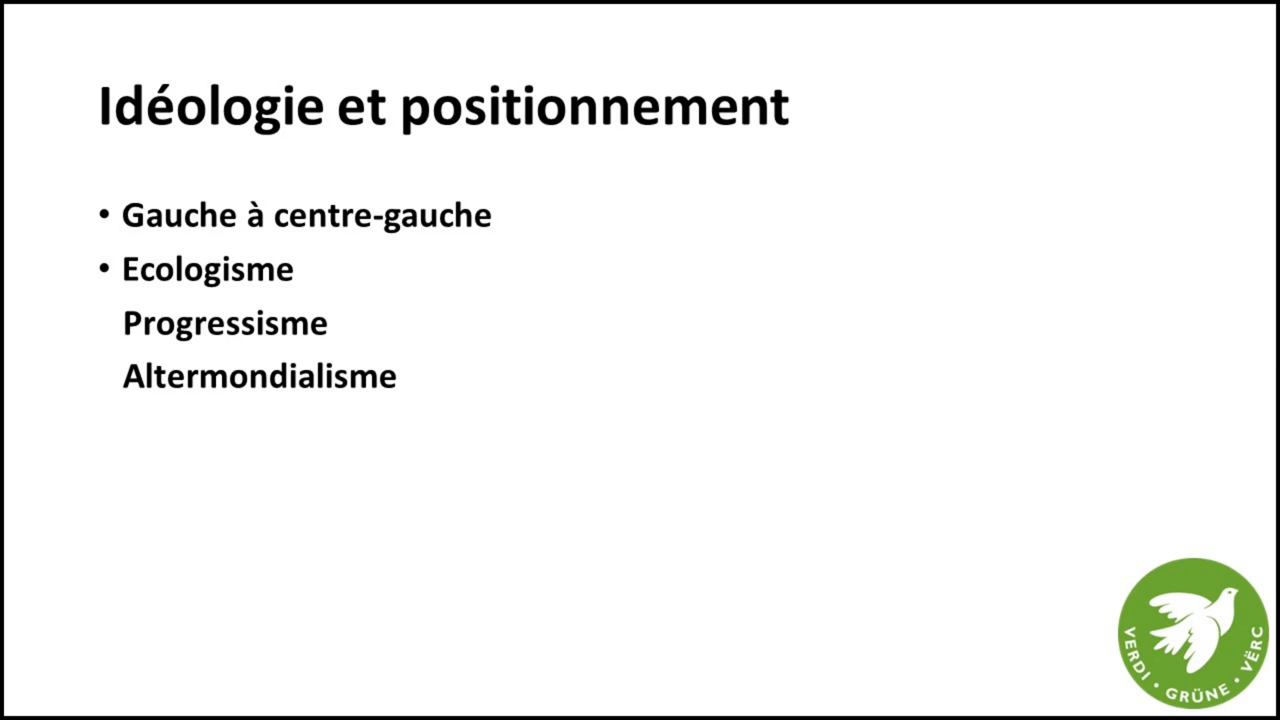 Idéologie et positionnement
• Gauche à centre-gauche
• Ecologisme
Progressisme
Altermondialisme
VERDI • GRÜNE • VËRC